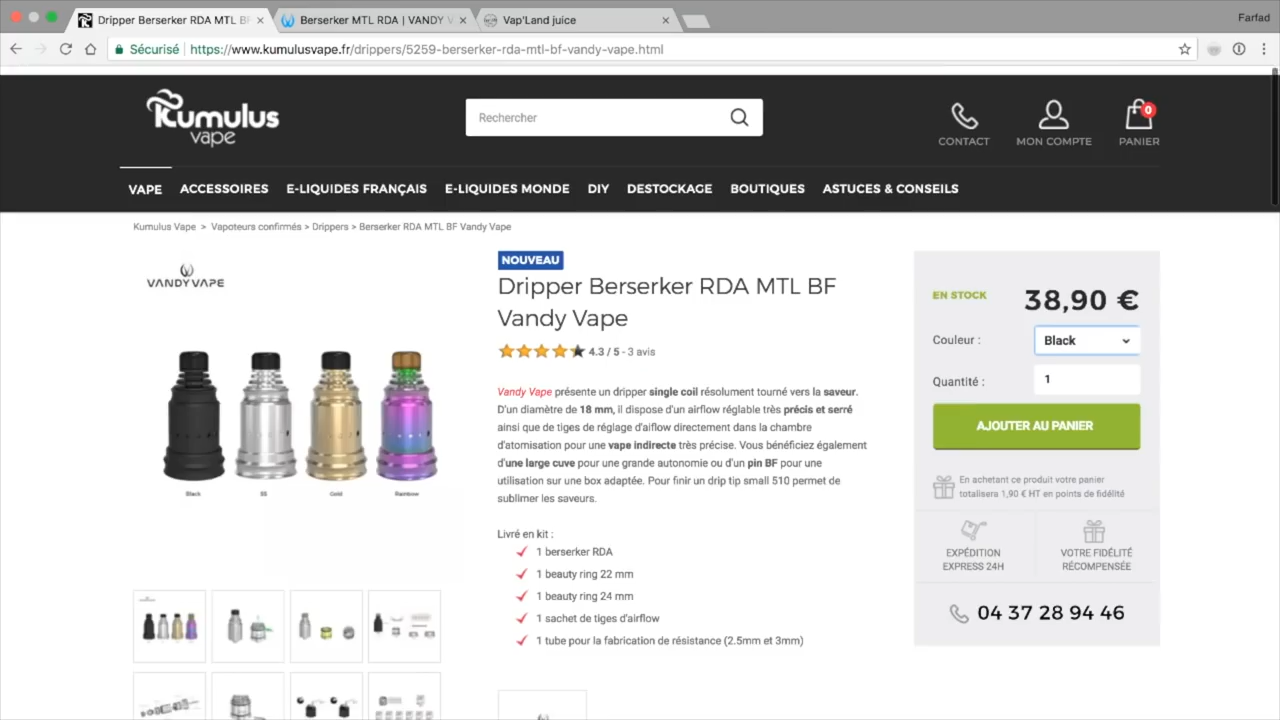 Dripper Berserker RDA MTL BF
Berserker MTL RDA | VANDY V
Vap'Land juice
Farfad
Sécurisé
https://www.kumulusvape.fr/drippers/5259-berserker-rda-mtl-bf-vandy-vape.html
Kumulus
vape
Rechercher
CONTACT
MON COMPTE
0
PANIER
VAPE
ACCESSOIRES
E-LIQUIDES FRANÇAIS
E-LIQUIDES MONDE
DIY
DESTOCKAGE
BOUTIQUES
ASTUCES & CONSEILS
Kumulus Vape > Vapoteurs confirmés > Drippers > Berserker RDA MTL BF Vandy Vape
VANDY VAPE
Black
SS
Gold
Rainbow
NOUVEAU
Dripper Berserker RDA MTL BF
Vandy Vape
4.3 / 5 - 3 avis
Vandy Vape présente un dripper single coil résolument tourné vers la saveur.
D'un diamètre de 18 mm, il dispose d'un airflow réglable très précis et serré
ainsi que de tiges de réglage d'aiflow directement dans la chambre
d'atomisation pour une vape indirecte très précise. Vous bénéficiez également
d'une large cuve pour une grande autonomie ou d'un pin BF pour une
utilisation sur une box adaptée. Pour finir un drip tip small 510 permet de
sublimer les saveurs.
Livré en kit :
1 berserker RDA
1 beauty ring 22 mm
1 beauty ring 24 mm
1 sachet de tiges d'airflow
1 tube pour la fabrication de résistance (2.5mm et 3mm)
EN STOCK
38,90 €
Couleur :
Black
Quantité :
1
AJOUTER AU PANIER
En achetant ce produit votre panier
totalisera 1,90 € HT en points de fidélité
EXPÉDITION
EXPRESS 24H
VOTRE FIDÉLITÉ
RÉCOMPENSÉE
04 37 28 94 46